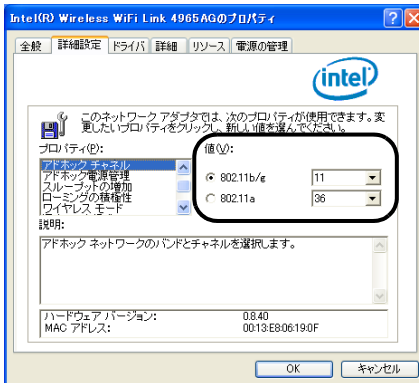 Intel(R) Wireless WiFi Link 4965AGのプロパティ
全般 詳細設定 ドライバ 詳細 リソース 電源の管理
intel
このネットワーク アダプタでは、次のプロパティが使用できます。変
更したいプロパティをクリックし、新しい値を選んでください。
プロパティ(P):
値(V):
アドホック チャネル
アドホック電源管理
スループットの増加
ローミングの積極性
ワイヤレス モード
802.11b/g 11
802.11a 36
説明:
アドホック ネットワークのバンドとチャネルを選択します。
ハードウェア バージョン: 0.8.40
MAC アドレス: 00:13:E8:06:19:0F
OK キャンセル